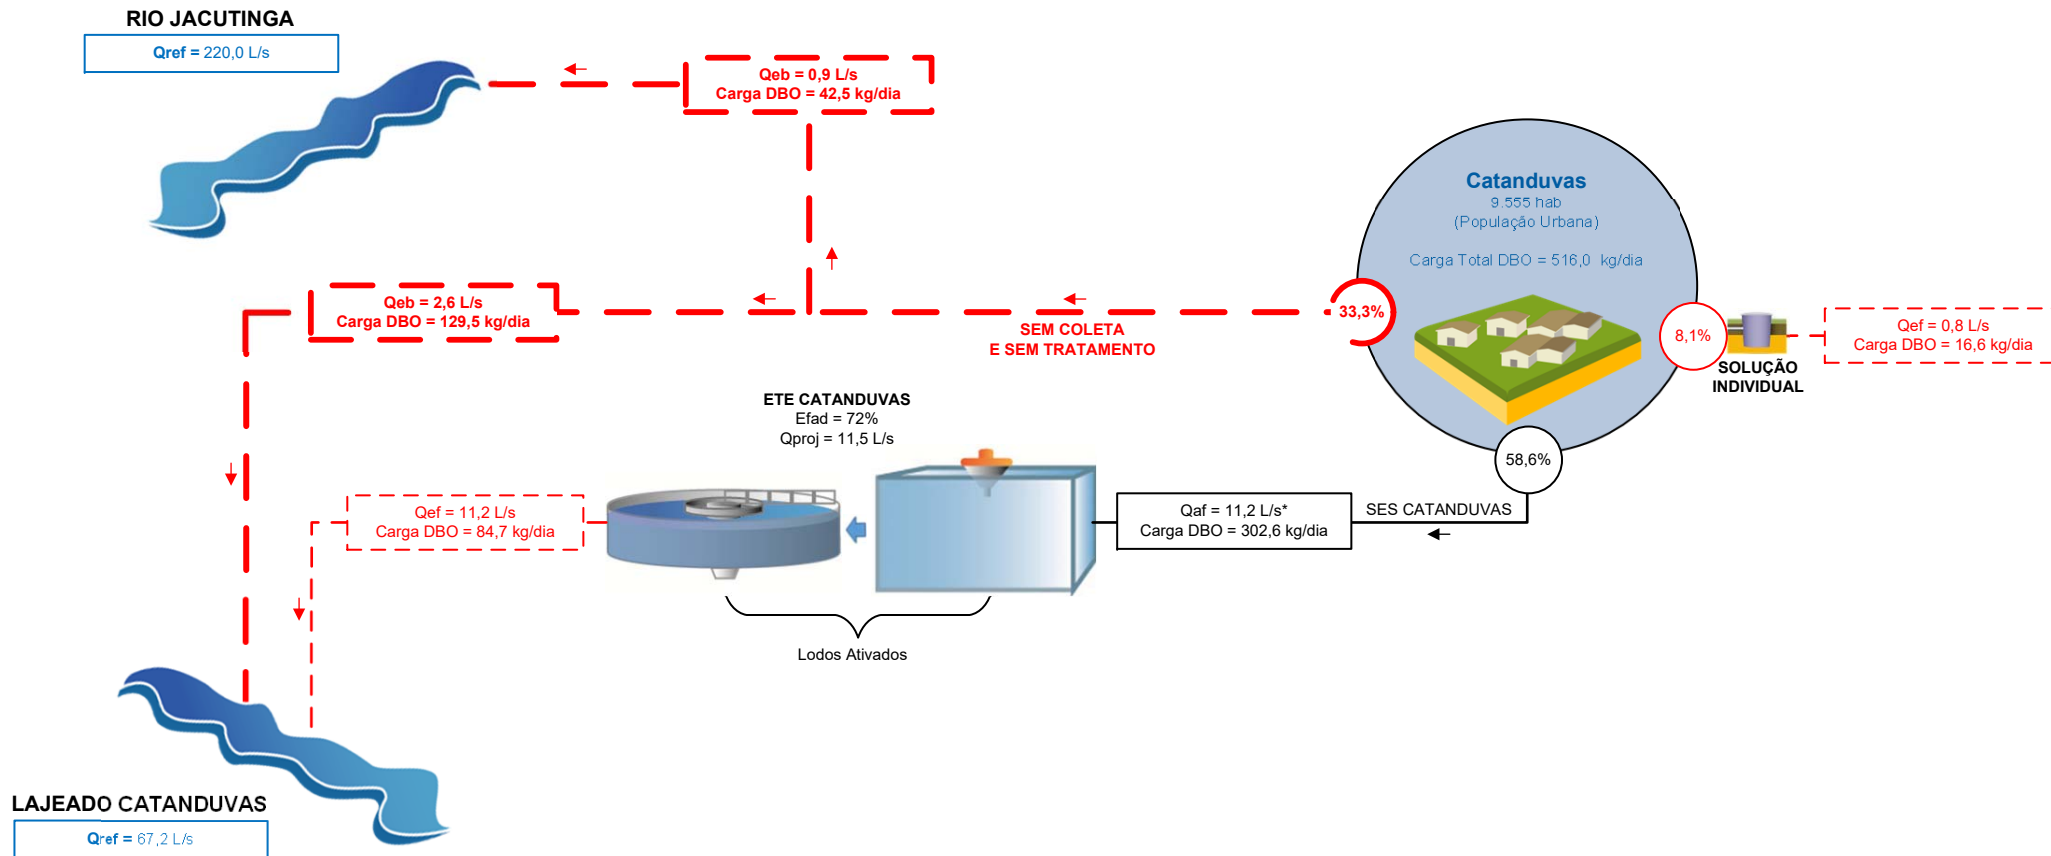 RIO JACUTINGA
Qref = 220,0 L/s
Qeb = 0,9 L/s
Carga DBO = 42,5 kg/dia
Catanduvas
9.555 hab
(População Urbana)
Carga Total DBO = 516,0 kg/dia
Qeb = 2,6 L/s
Carga DBO = 129,5 kg/dia
SEM COLETA
E SEM TRATAMENTO
33,3%
8,1%
SOLUÇÃO
INDIVIDUAL
Qef = 0,8 L/s
Carga DBO = 16,6 kg/dia
ETE CATANDUVAS
Efad = 72%
Qproj = 11,5 L/s
58,6%
SES CATANDUVAS
Qaf = 11,2 L/s*
Carga DBO = 302,6 kg/dia
Qef = 11,2 L/s
Carga DBO = 84,7 kg/dia
Lodos Ativados
LAJEADO CATANDUVAS
Qref = 67,2 L/s